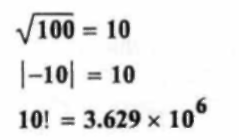 √100 = 10
|−10| = 10
10! = 3.629 × 10⁶